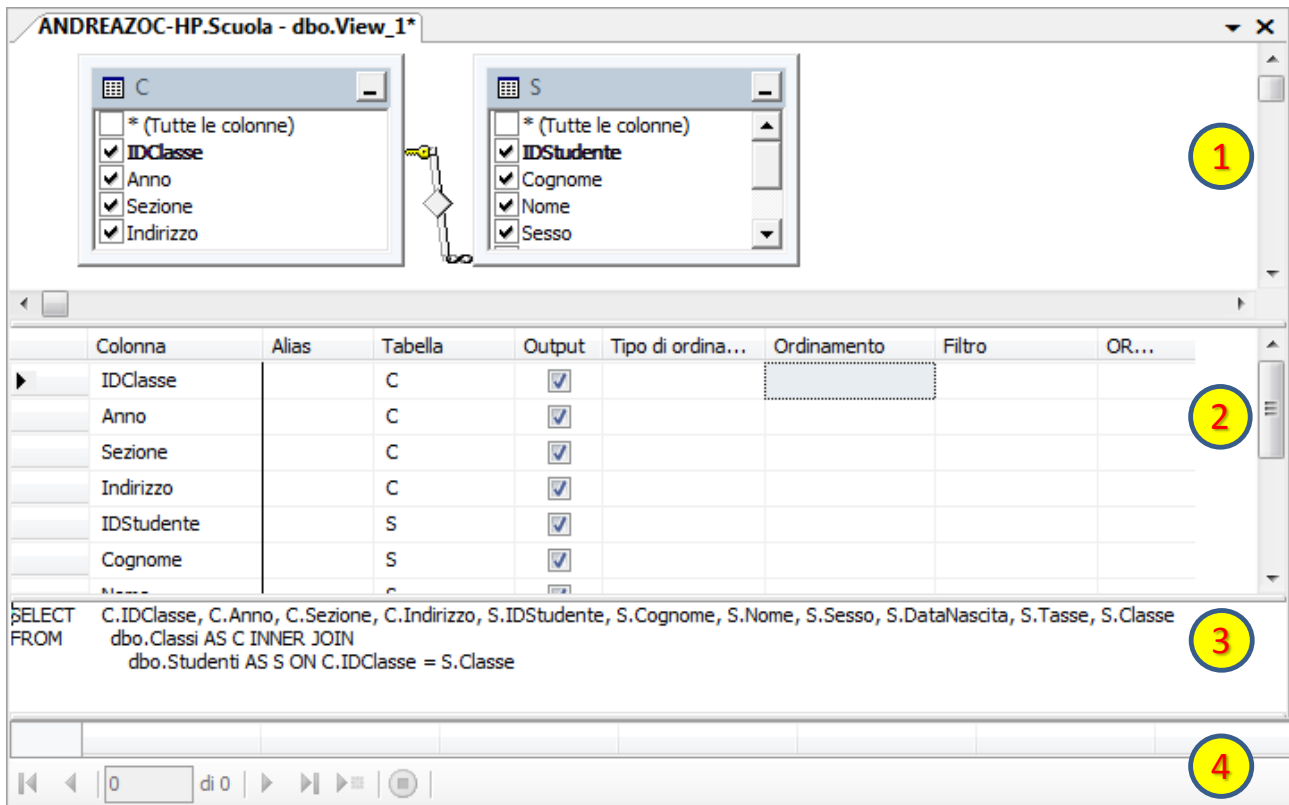 ANDREAZOC-HP.Scuola - dbo.View_1*
C
* (Tutte le colonne)
IDClasse
Anno
Sezione
Indirizzo
S
* (Tutte le colonne)
IDStudente
Cognome
Nome
Sesso
1
Colonna Alias Tabella Output Tipo di ordina... Ordinamento Filtro OR...
IDClasse C
Anno C
Sezione C
Indirizzo C
IDStudente S
Cognome S
Nome S
2
SELECT C.IDClasse, C.Anno, C.Sezione, C.Indirizzo, S.IDStudente, S.Cognome, S.Nome, S.Sesso, S.DataNascita, S.Tasse, S.Classe
FROM dbo.Classi AS C INNER JOIN
dbo.Studenti AS S ON C.IDClasse = S.Classe
3
0 di 0
4